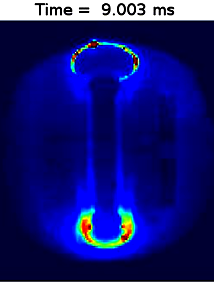 Time = 9.003 ms